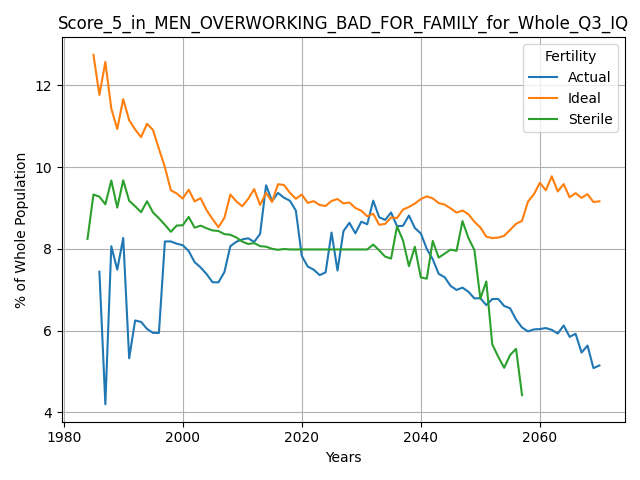 Score_5_in_MEN_OVERWORKING_BAD_FOR_FAMILY_for_Whole_Q3_IQ
Fertility
Actual
Ideal
Sterile
% of Whole Population
12
10
8
6
4
1980
2000
2020
2040
2060
Years